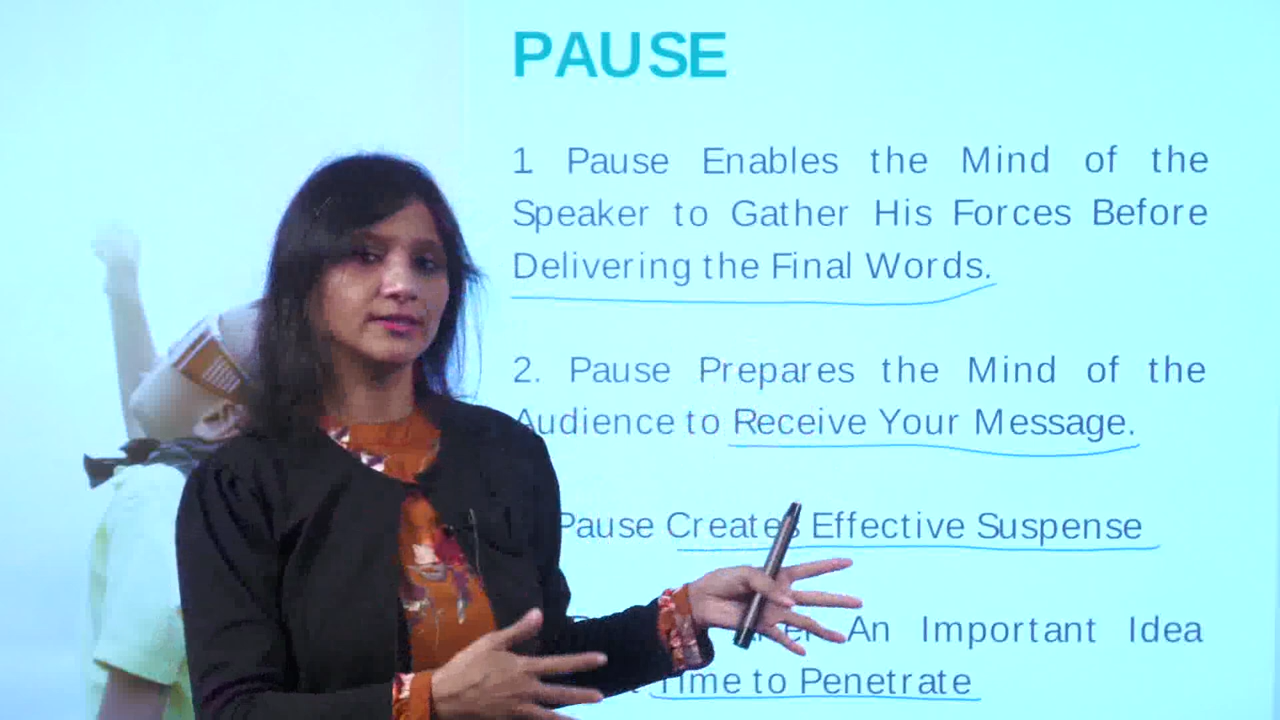 PAUSE
1 Pause Enables the Mind of the
Speaker to Gather His Forces Before
Delivering the Final Words.
2. Pause Prepares the Mind of the
Audience to Receive Your Message.
Pause Creates Effective Suspense
An Important Idea
Time to Penetrate